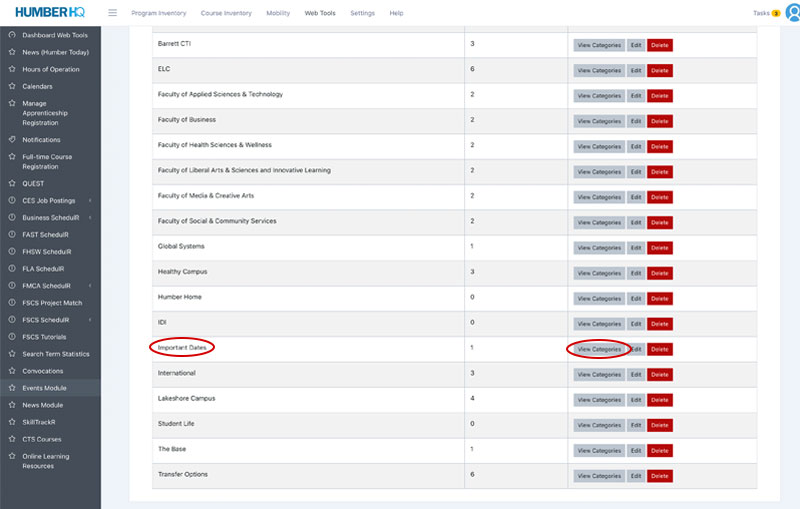 HUMBER HQ
Program Inventory Course Inventory Mobility Web Tools Settings Help
Tasks 3
Dashboard Web Tools
News (Humber Today)
Hours of Operation
Calendars
Manage
Apprenticeship
Registration
Notifications
Full-time Course
Registration
QUEST
CES Job Postings
Business SchedulR
FAST SchedulR
FHSW SchedulR
FLA SchedulR
FMCA SchedulR
FSCS Project Match
FSCS SchedulR
FSCS Tutorials
Search Term Statistics
Convocations
Events Module
News Module
SkillTrackR
CTS Courses
Online Learning
Resources
Barrett CTI 3 View Categories Edit Delete
ELC 6 View Categories Edit Delete
Faculty of Applied Sciences & Technology 2 View Categories Edit Delete
Faculty of Business 2 View Categories Edit Delete
Faculty of Health Sciences & Wellness 2 View Categories Edit Delete
Faculty of Liberal Arts & Sciences and Innovative Learning 2 View Categories Edit Delete
Faculty of Media & Creative Arts 2 View Categories Edit Delete
Faculty of Social & Community Services 2 View Categories Edit Delete
Global Systems 1 View Categories Edit Delete
Healthy Campus 3 View Categories Edit Delete
Humber Home 0 View Categories Edit Delete
IDI 0 View Categories Edit Delete
Important Dates 1 View Categories Edit Delete
International 3 View Categories Edit Delete
Lakeshore Campus 4 View Categories Edit Delete
Student Life 0 View Categories Edit Delete
The Base 1 View Categories Edit Delete
Transfer Options 6 View Categories Edit Delete